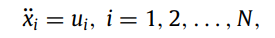 ẍᵢ = uᵢ, i = 1, 2, . . . , N,